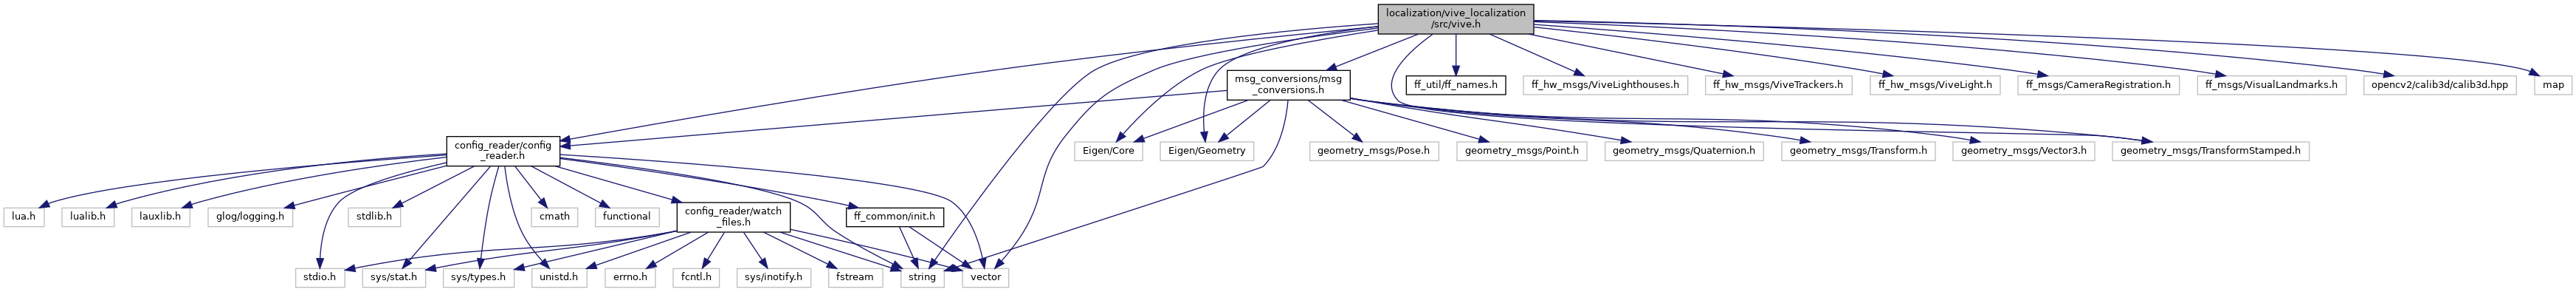 localization/vive_localization
/src/vive.h
msg_conversions/msg
_conversions.h
ff_util/ff_names.h
ff_hw_msgs/ViveLighthouses.h
ff_hw_msgs/ViveTrackers.h
ff_hw_msgs/ViveLight.h
ff_msgs/CameraRegistration.h
ff_msgs/VisualLandmarks.h
opencv2/calib3d/calib3d.hpp
map
config_reader/config
_reader.h
Eigen/Core
Eigen/Geometry
geometry_msgs/Pose.h
geometry_msgs/Point.h
geometry_msgs/Quaternion.h
geometry_msgs/Transform.h
geometry_msgs/Vector3.h
geometry_msgs/TransformStamped.h
lua.h
lualib.h
lauxlib.h
glog/logging.h
stdlib.h
cmath
functional
config_reader/watch
_files.h
ff_common/init.h
stdio.h
sys/stat.h
sys/types.h
unistd.h
errno.h
fcntl.h
sys/inotify.h
fstream
string
vector